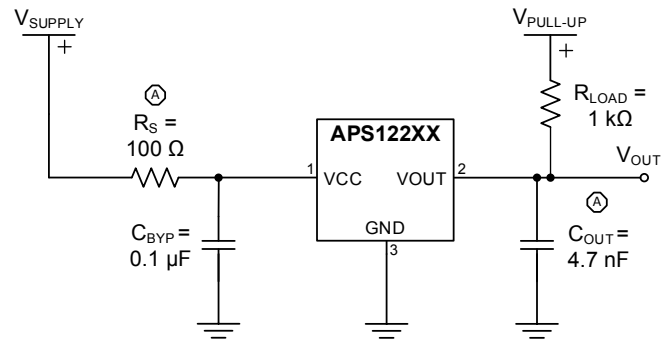 VSUPPLY
+
A
RS =
100 Ω
CBYP =
0.1 µF
APS122XX
1
VCC
VOUT
2
GND
3
VPULL-UP
+
RLOAD =
1 kΩ
VOUT
A
COUT =
4.7 nF